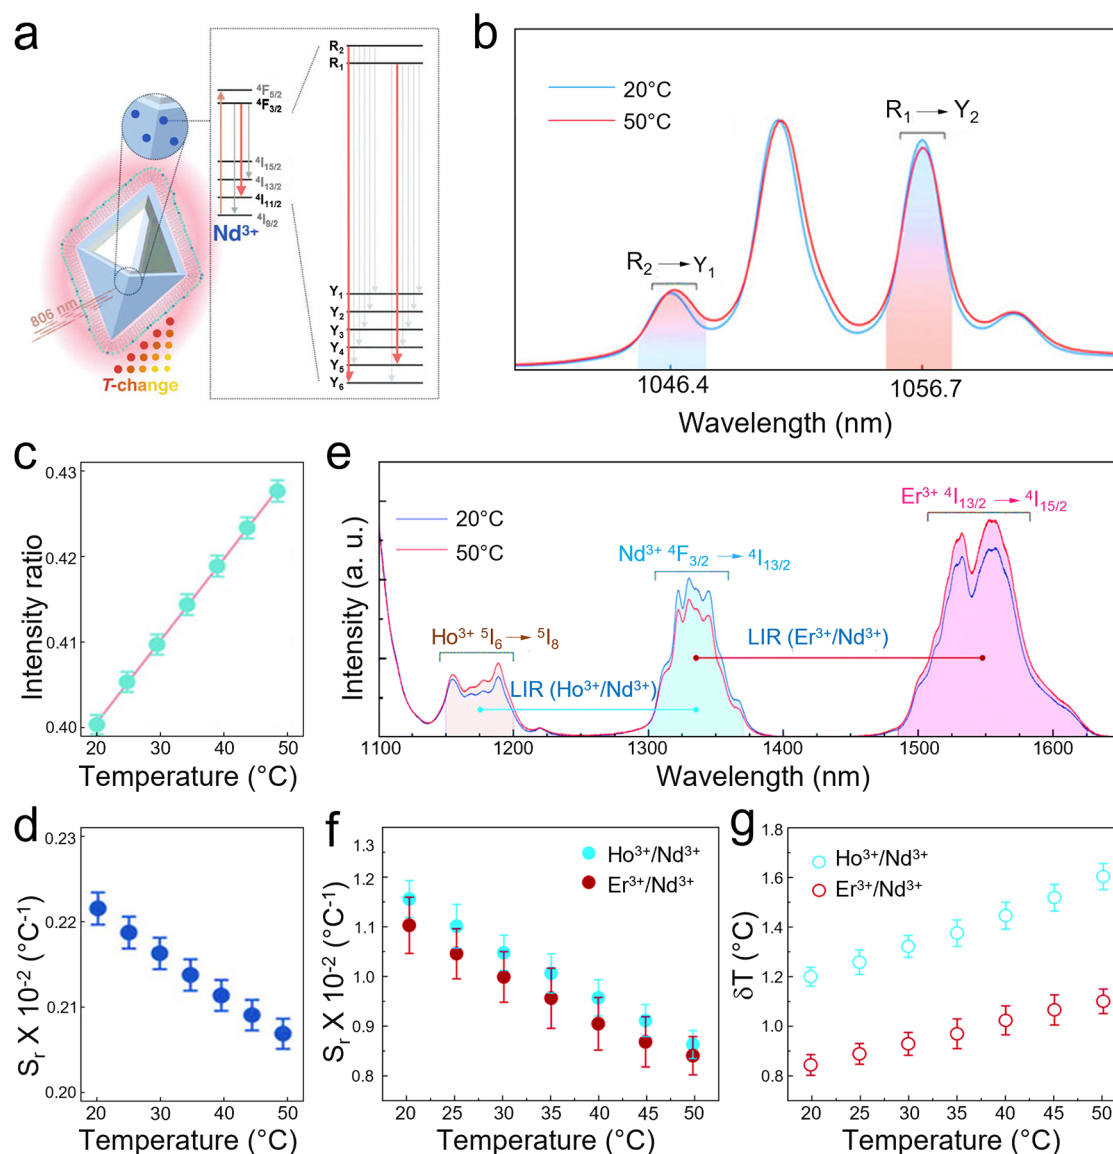 a
R₂
R₁
⁴F₅/₂
⁴F₃/₂
⁴I₁₅/₂
⁴I₁₃/₂
⁴I₁₁/₂
⁴I₉/₂
Nd³⁺
806 nm
T-change
Y₁
Y₂
Y₃
Y₄
Y₅
Y₆
b
20°C
50°C
R₁ → Y₂
R₂ → Y₁
1046.4
1056.7
Wavelength (nm)
c
0.43
0.42
0.41
0.40
Intensity ratio
20
30
40
50
Temperature (°C)
e
20°C
50°C
Intensity (a. u.)
Ho³⁺ ⁵I₆ → ⁵I₈
Nd³⁺ ⁴F₃/₂ → ⁴I₁₃/₂
Er³⁺ ⁴I₁₃/₂ → ⁴I₁₅/₂
LIR (Er³⁺/Nd³⁺)
LIR (Ho³⁺/Nd³⁺)
1100
1200
1300
1400
1500
1600
Wavelength (nm)
d
0.23
0.22
0.21
0.20
Sᵣ X 10⁻² (°C⁻¹)
20
30
40
50
Temperature (°C)
f
1.3
1.2
1.1
1.0
0.9
0.8
Sᵣ X 10⁻² (°C⁻¹)
Ho³⁺/Nd³⁺
Er³⁺/Nd³⁺
20
25
30
35
40
45
50
Temperature (°C)
g
1.8
1.6
1.4
1.2
1.0
0.8
δT (°C)
Ho³⁺/Nd³⁺
Er³⁺/Nd³⁺
20
25
30
35
40
45
50
Temperature (°C)